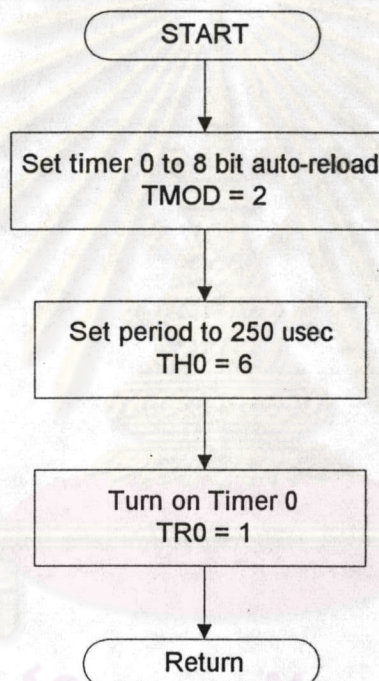 START
Set timer 0 to 8 bit auto-reload
TMOD = 2
Set period to 250 usec
TH0 = 6
Turn on Timer 0
TR0 = 1
Return